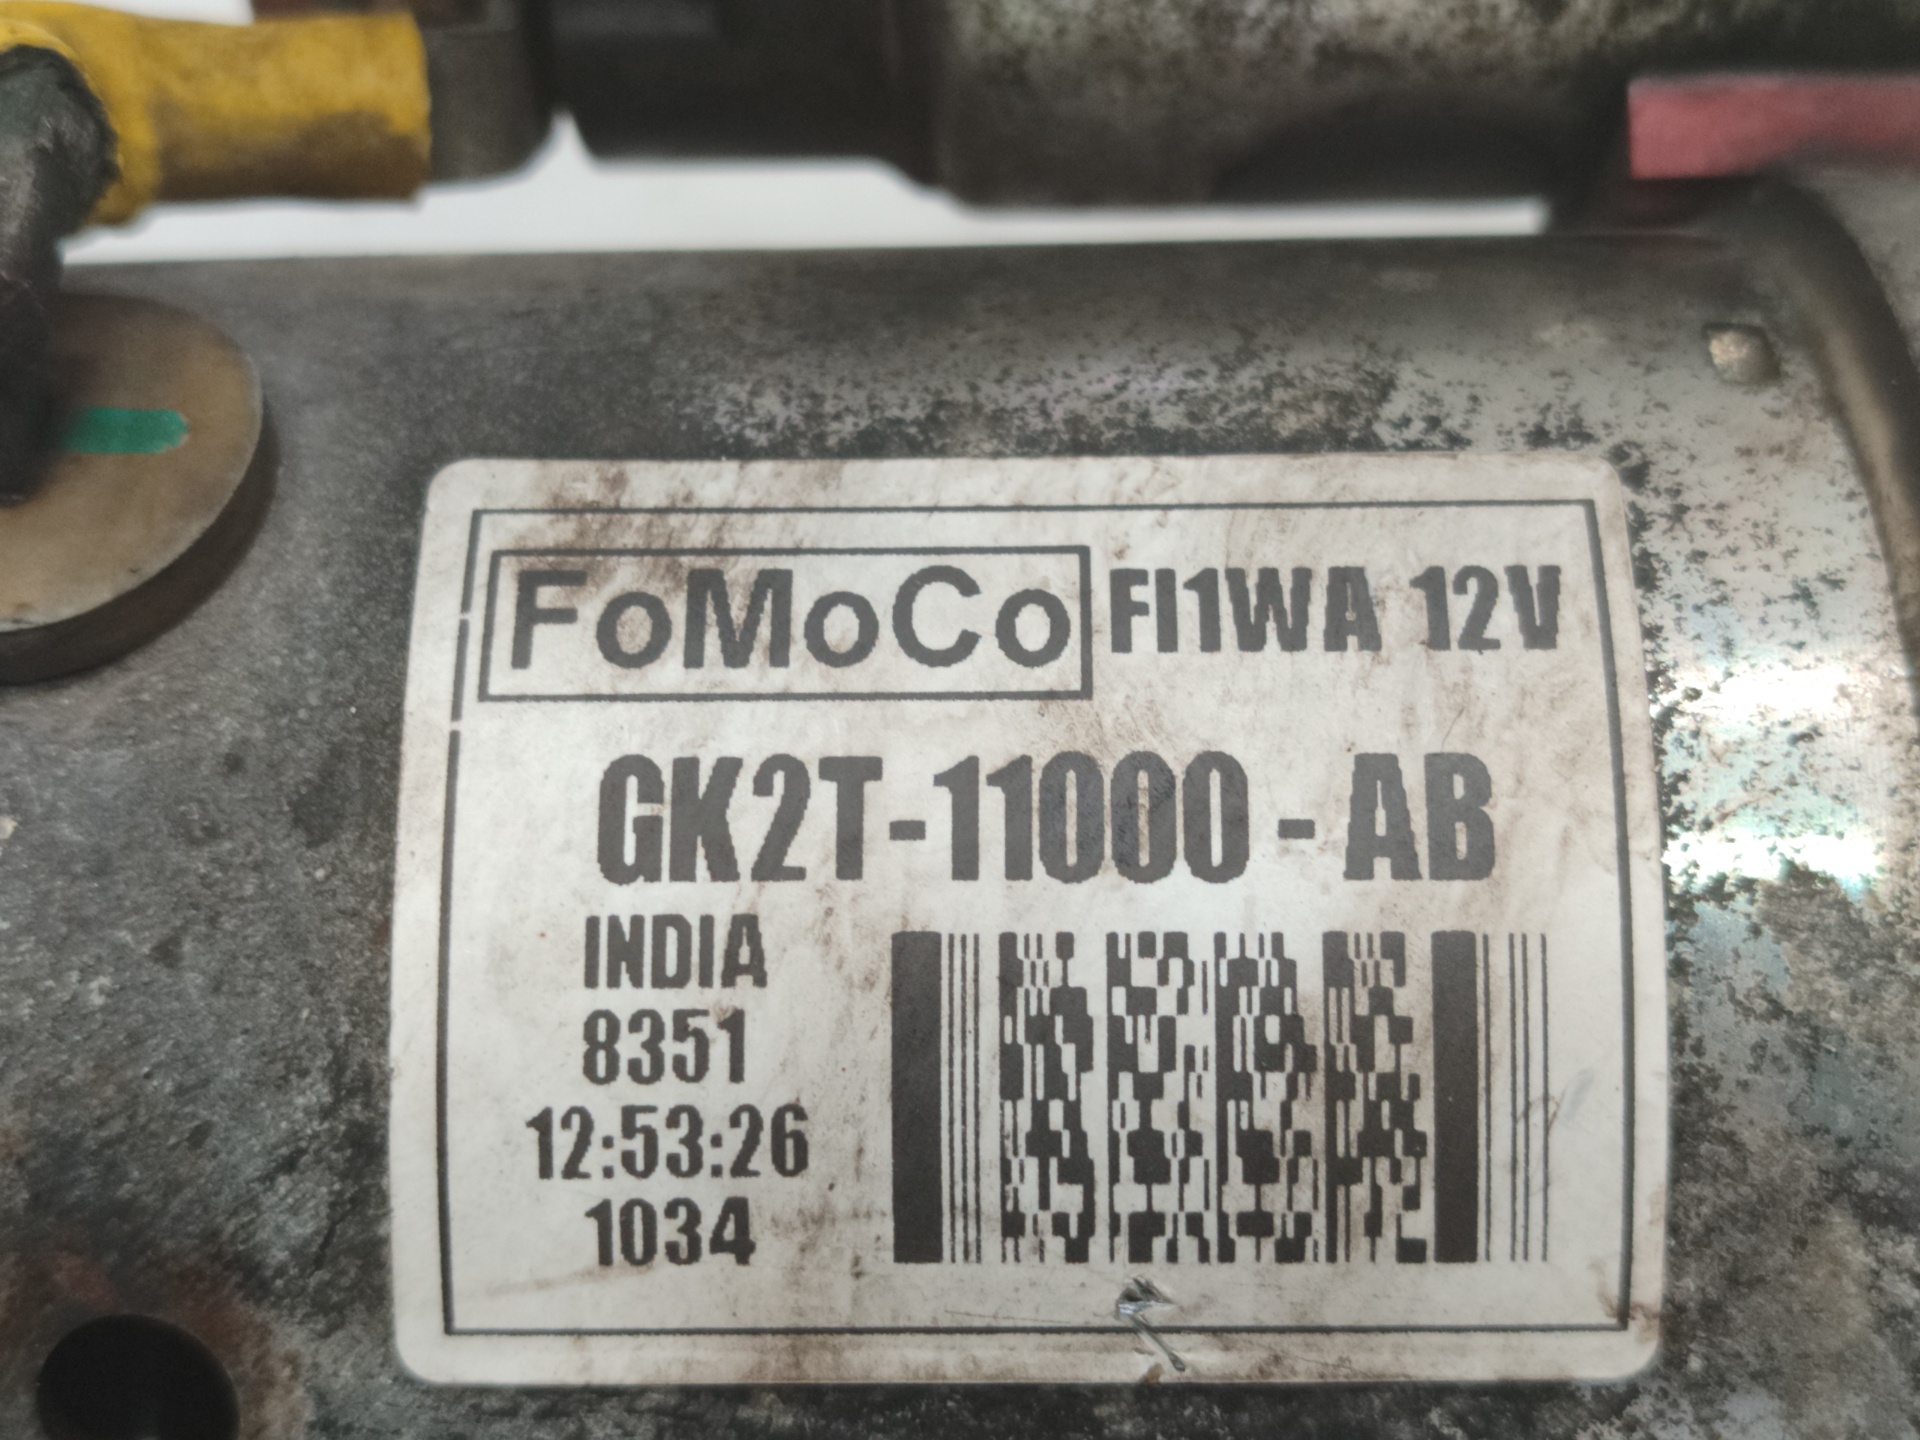 FoMoCo FI1WA 12V
GK2T-11000-AB
INDIA
8351
12:53:26
1034